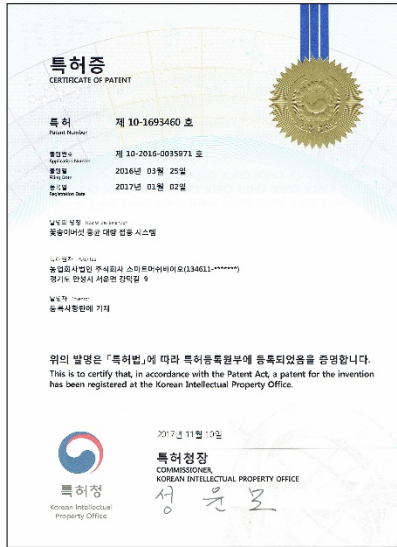 특허증
CERTIFICATE OF PATENT
특 허 제 10-1693460 호
Patent Number
출원번호 제 10-2016-0035971 호
Application Number
출원일 2016년 03월 25일
Filing Date
등록일 2017년 01월 02일
Registration Date
발명의 명칭
꽃송이버섯 종균 대량 접종 시스템
특허권자 Patentee
농업회사법인 주식회사 스마트머쉬바이오(134611-*******)
경기도 안성시 서운면 강덕길 9
발명자 Inventor
등록사항란에 기재
위의 발명은 「특허법」에 따라 특허등록원부에 등록되었음을 증명합니다.
This is to certify that, in accordance with the Patent Act, a patent for the invention
has been registered at the Korean Intellectual Property Office.
2017년 11월 10일
특허청장
COMMISSIONER,
KOREAN INTELLECTUAL PROPERTY OFFICE
성 윤 모
특허청
Korean Intellectual
Property Office